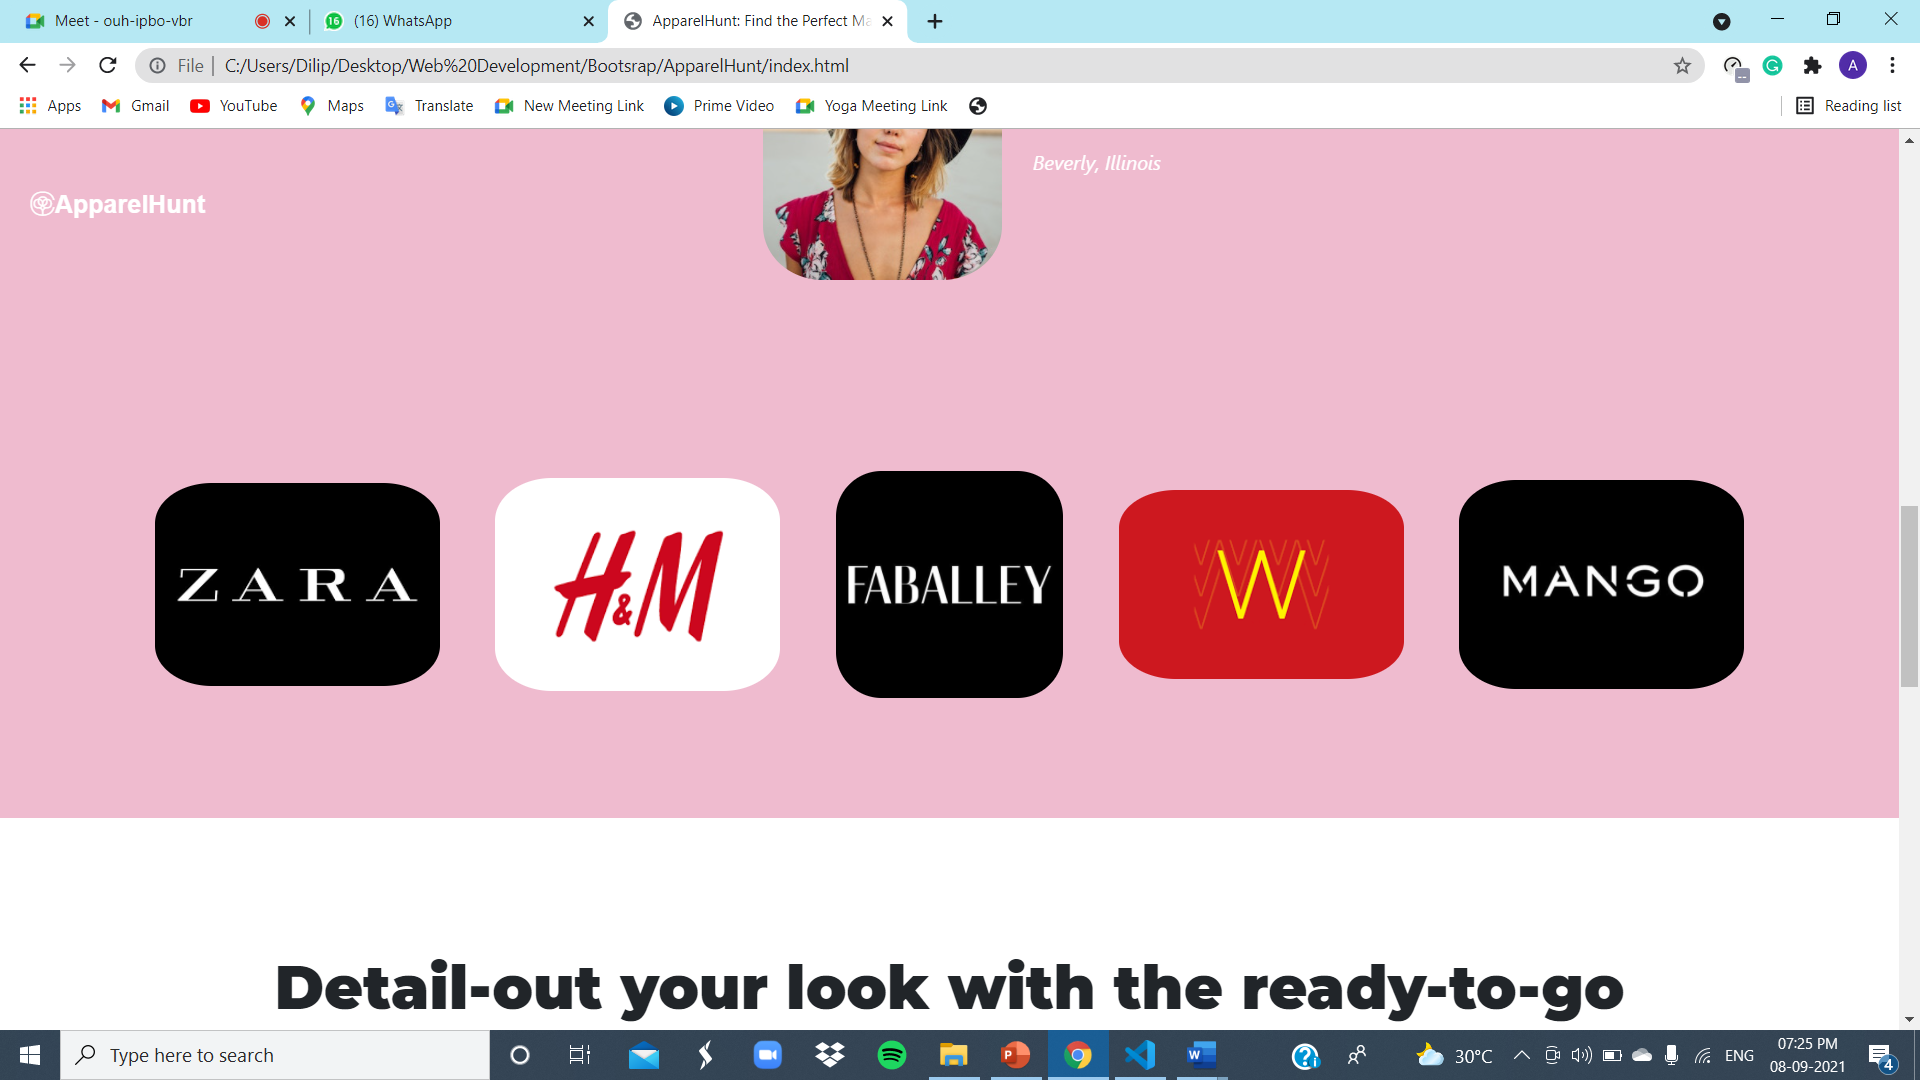 Meet - ouh-ipbo-vbr
16
(16) WhatsApp
ApparelHunt: Find the Perfect Ma
File
C:/Users/Dilip/Desktop/Web%20Development/Bootsrap/ApparelHunt/index.html
A
Apps
Gmail
YouTube
Maps
Translate
New Meeting Link
Prime Video
Yoga Meeting Link
Reading list
Beverly, Illinois
ApparelHunt
ZARA
H&M
FABALLEY
W
MANGO
Detail-out your look with the ready-to-go
Type here to search
30°C
ENG
07:25 PM
08-09-2021
4